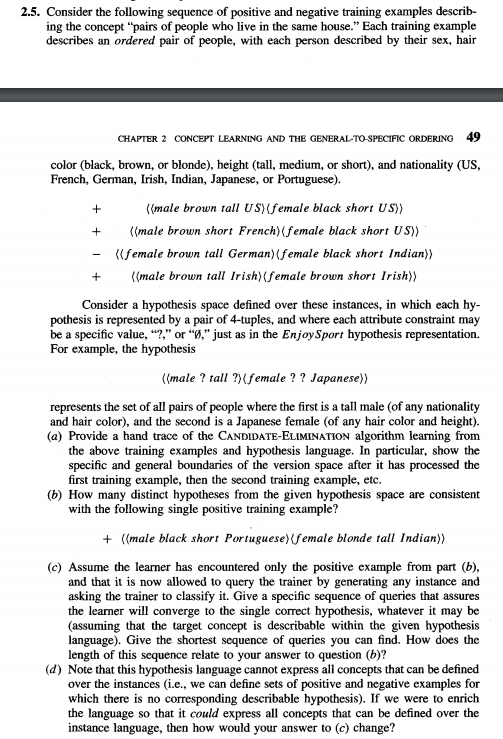 2.5. Consider the following sequence of positive and negative training examples describ-
ing the concept "pairs of people who live in the same house." Each training example
describes an ordered pair of people, with each person described by their sex, hair
CHAPTER 2 CONCEPT LEARNING AND THE GENERAL-TO-SPECIFIC ORDERING 49
color (black, brown, or blonde), height (tall, medium, or short), and nationality (US,
French, German, Irish, Indian, Japanese, or Portuguese).
+ ⟨⟨male brown tall US⟩⟨female black short US⟩⟩
+ ⟨⟨male brown short French⟩⟨female black short US⟩⟩
− ⟨⟨female brown tall German⟩⟨female black short Indian⟩⟩
+ ⟨⟨male brown tall Irish⟩⟨female brown short Irish⟩⟩
Consider a hypothesis space defined over these instances, in which each hy-
pothesis is represented by a pair of 4-tuples, and where each attribute constraint may
be a specific value, "?," or "Ø," just as in the EnjoySport hypothesis representation.
For example, the hypothesis
⟨⟨male ? tall ?⟩⟨female ? ? Japanese⟩⟩
represents the set of all pairs of people where the first is a tall male (of any nationality
and hair color), and the second is a Japanese female (of any hair color and height).
(a) Provide a hand trace of the CANDIDATE-ELIMINATION algorithm learning from
the above training examples and hypothesis language. In particular, show the
specific and general boundaries of the version space after it has processed the
first training example, then the second training example, etc.
(b) How many distinct hypotheses from the given hypothesis space are consistent
with the following single positive training example?
+ ⟨⟨male black short Portuguese⟩⟨female blonde tall Indian⟩⟩
(c) Assume the learner has encountered only the positive example from part (b),
and that it is now allowed to query the trainer by generating any instance and
asking the trainer to classify it. Give a specific sequence of queries that assures
the learner will converge to the single correct hypothesis, whatever it may be
(assuming that the target concept is describable within the given hypothesis
language). Give the shortest sequence of queries you can find. How does the
length of this sequence relate to your answer to question (b)?
(d) Note that this hypothesis language cannot express all concepts that can be defined
over the instances (i.e., we can define sets of positive and negative examples for
which there is no corresponding describable hypothesis). If we were to enrich
the language so that it could express all concepts that can be defined over the
instance language, then how would your answer to (c) change?